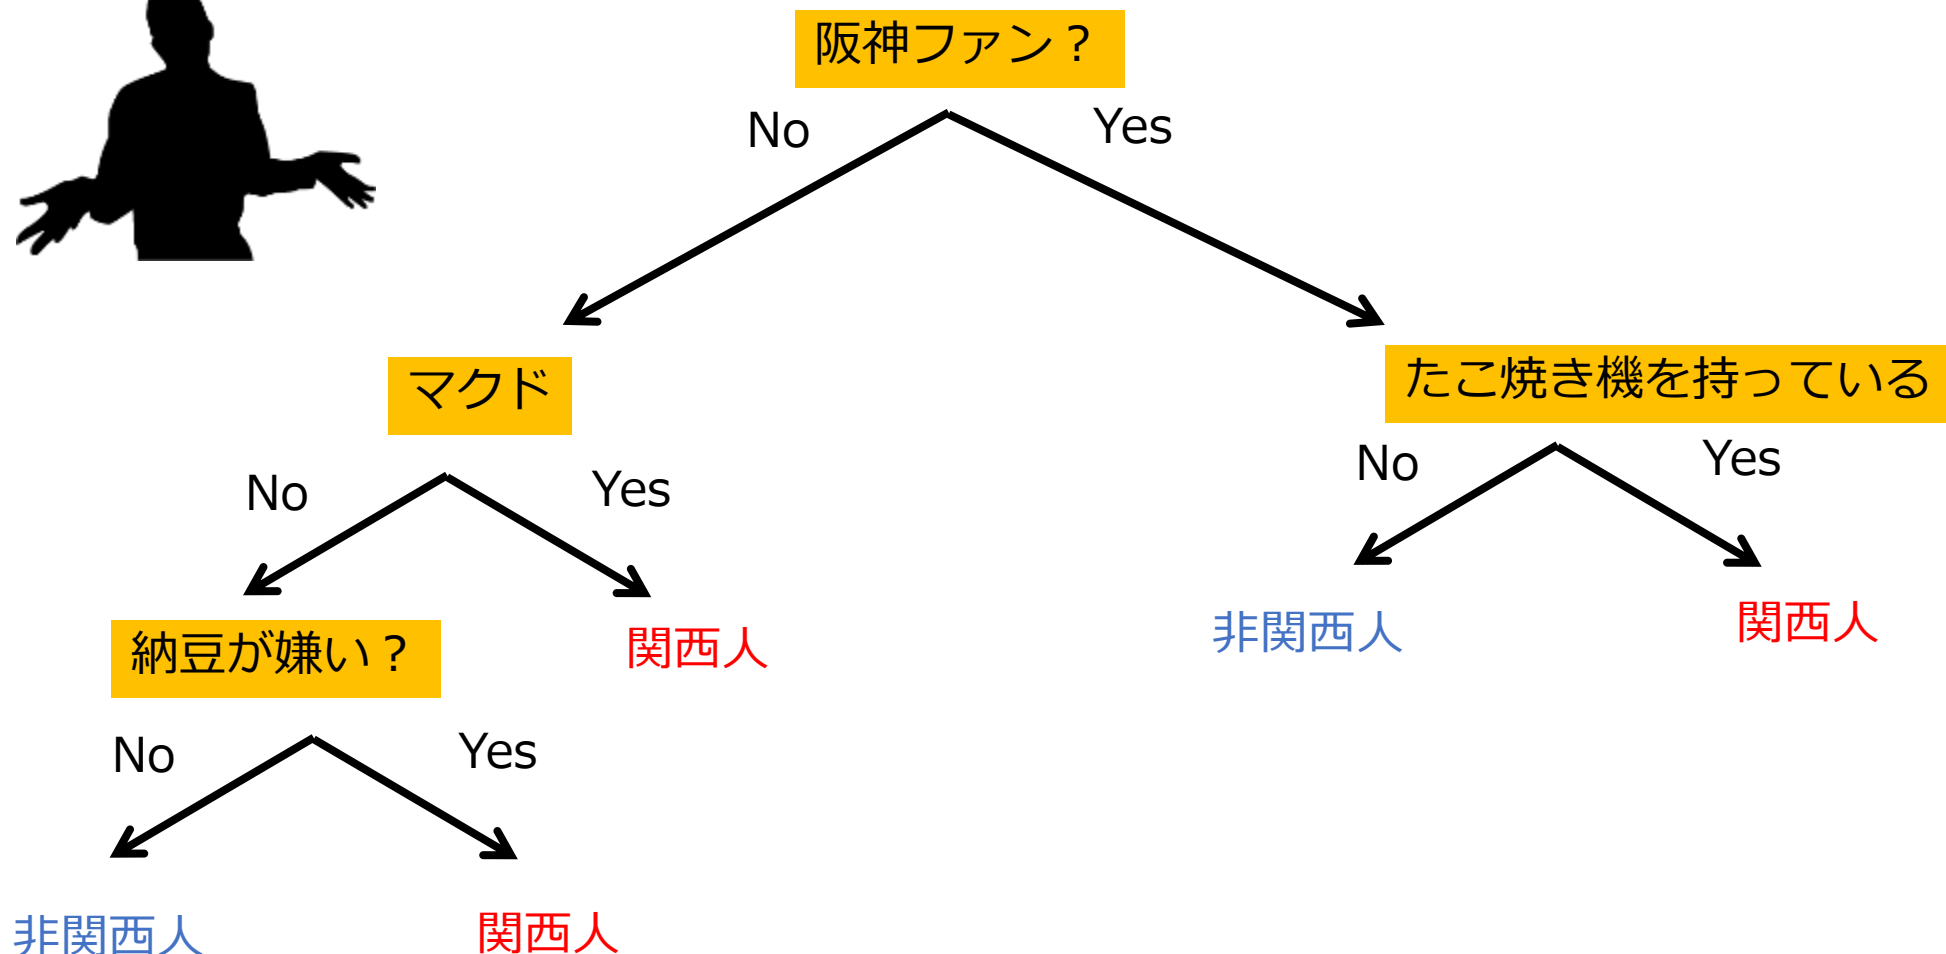 阪神ファン？
No
Yes
マクド
たこ焼き機を持っている
No
Yes
No
Yes
納豆が嫌い？
関西人
非関西人
関西人
No
Yes
非関西人
関西人